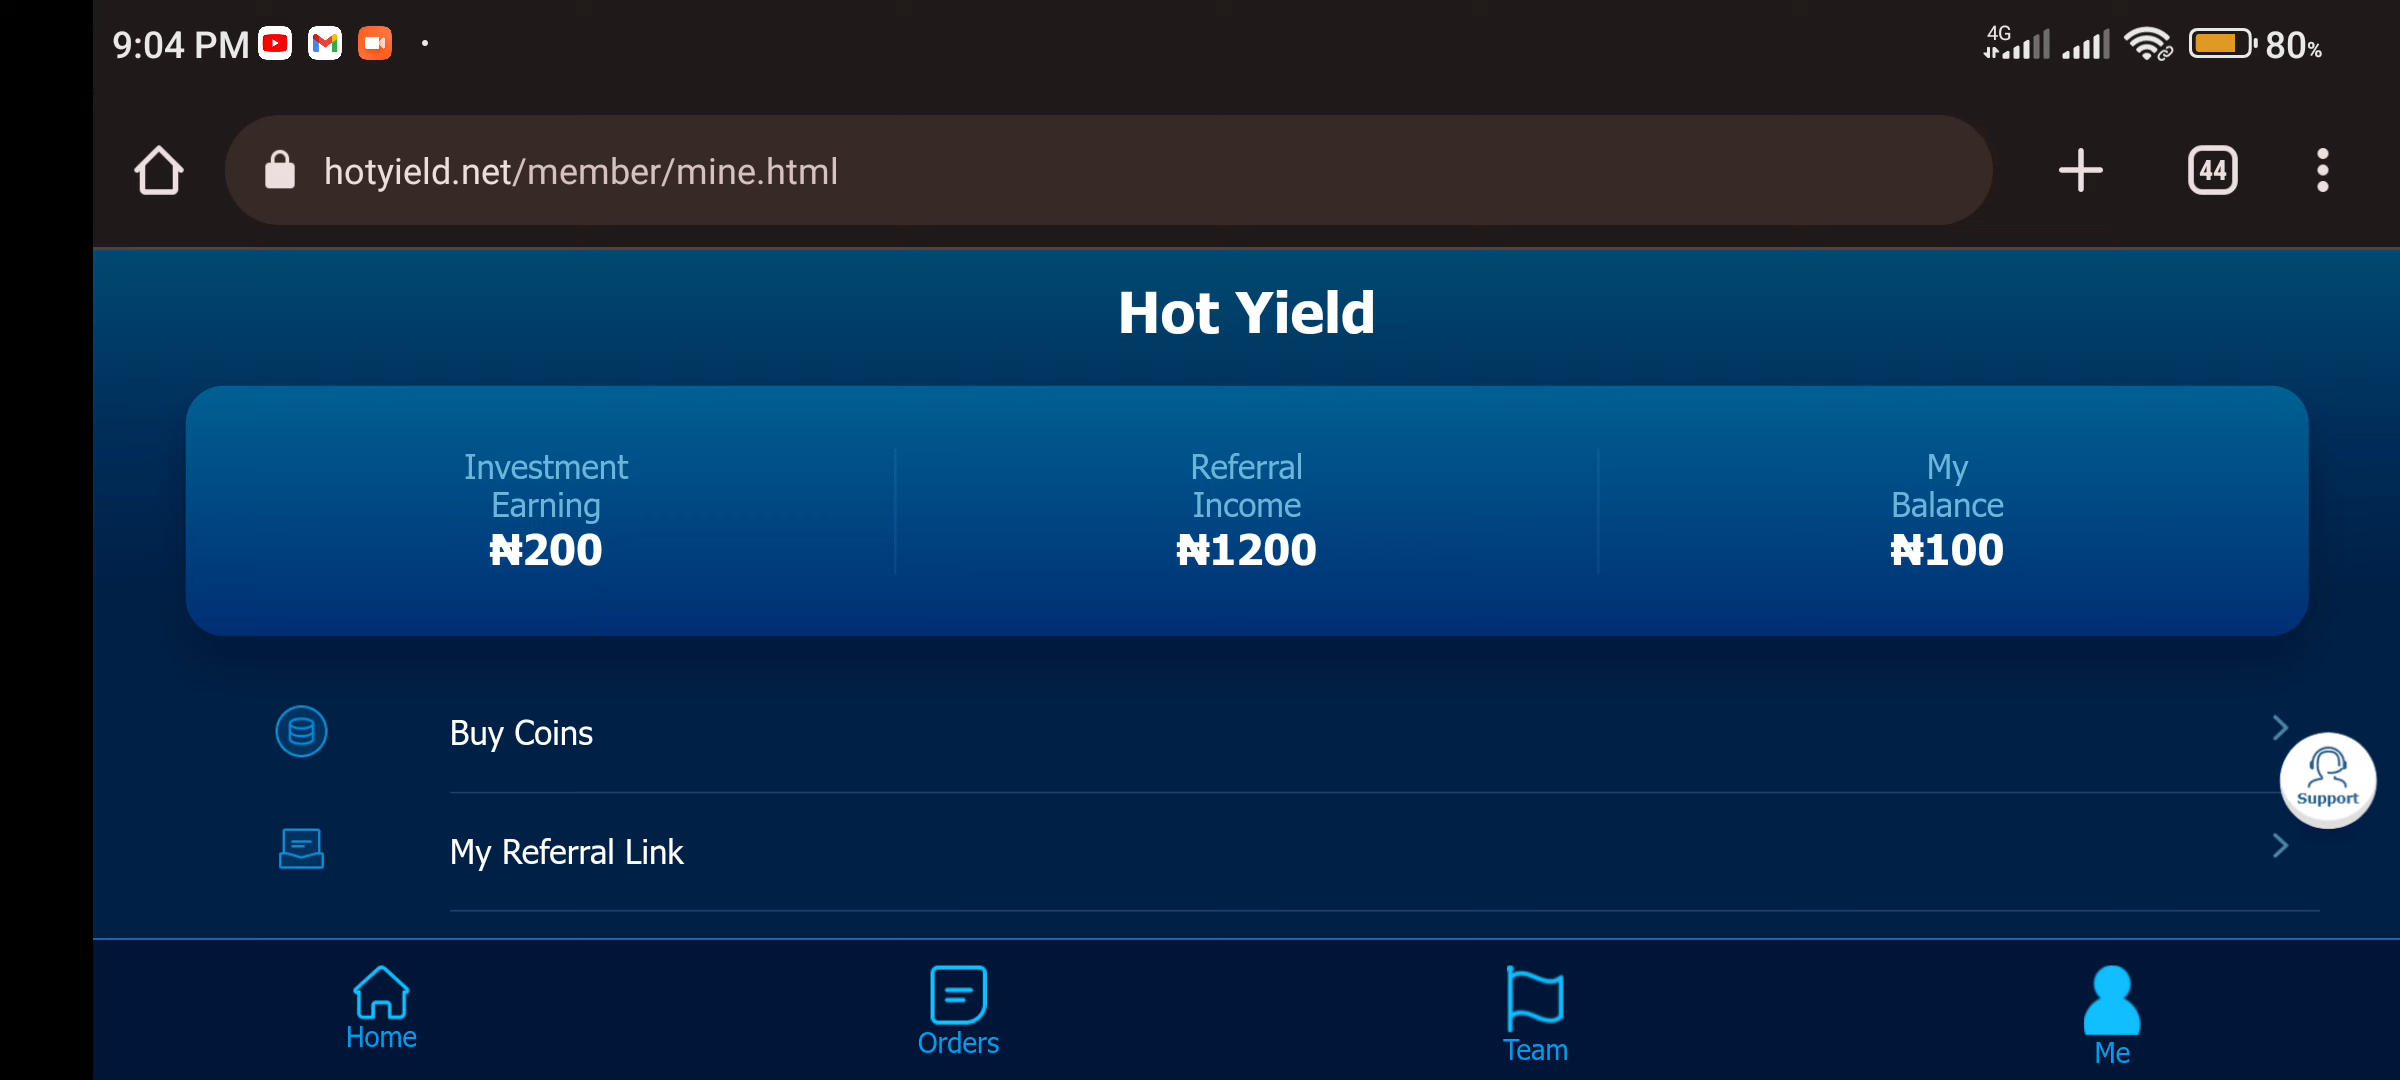 9:04 PM
4G
80%
hotyield.net/member/mine.html
44
Hot Yield
Investment
Earning
₦200
Referral
Income
₦1200
My
Balance
₦100
Buy Coins
Support
My Referral Link
Home
Orders
Team
Me